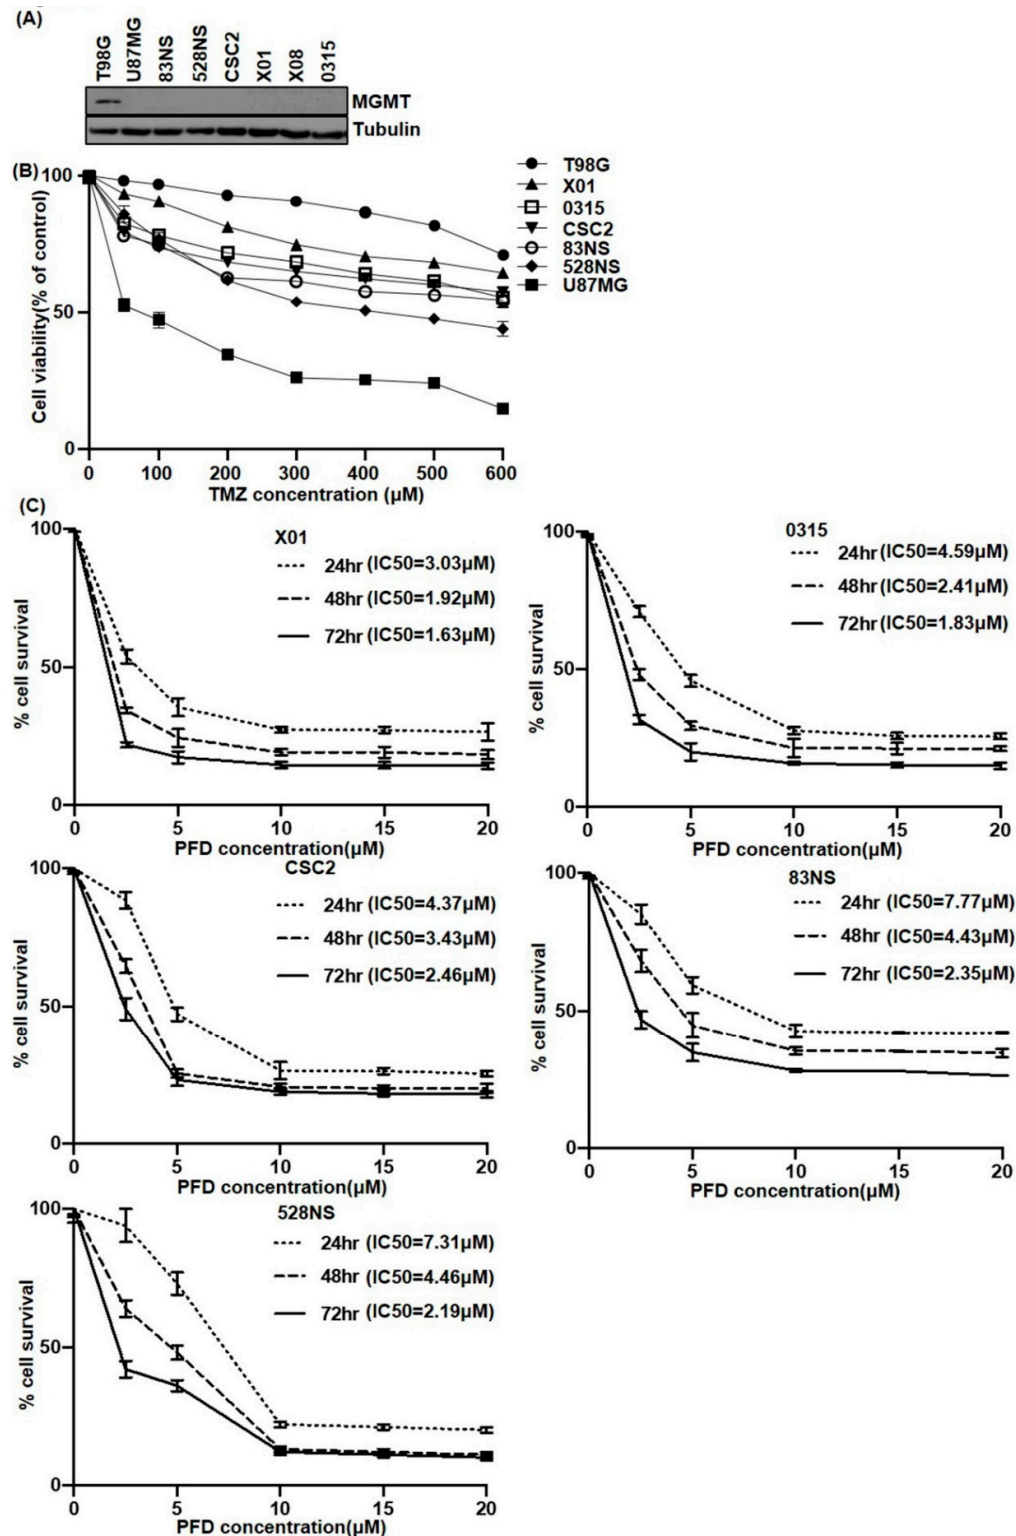 (A)
T98G U87MG 83NS 528NS CSC2 X01 X08 0315
MGMT
Tubulin
(B)
Cell viability(% of control)
100
50
0
0 100 200 300 400 500 600
TMZ concentration (µM)
T98G
X01
0315
CSC2
83NS
528NS
U87MG
(C)
X01
24hr (IC50=3.03µM)
48hr (IC50=1.92µM)
72hr (IC50=1.63µM)
% cell survival
100
50
0
0 5 10 15 20
PFD concentration(µM)
0315
24hr (IC50=4.59µM)
48hr (IC50=2.41µM)
72hr (IC50=1.83µM)
% cell survival
100
50
0
0 5 10 15 20
PFD concentration(µM)
CSC2
24hr (IC50=4.37µM)
48hr (IC50=3.43µM)
72hr (IC50=2.46µM)
% cell survival
100
50
0
0 5 10 15 20
PFD concentration(µM)
83NS
24hr (IC50=7.77µM)
48hr (IC50=4.43µM)
72hr (IC50=2.35µM)
% cell survival
100
50
0
0 5 10 15 20
PFD concentration(µM)
528NS
24hr (IC50=7.31µM)
48hr (IC50=4.46µM)
72hr (IC50=2.19µM)
% cell survival
100
50
0
0 5 10 15 20
PFD concentration(µM)